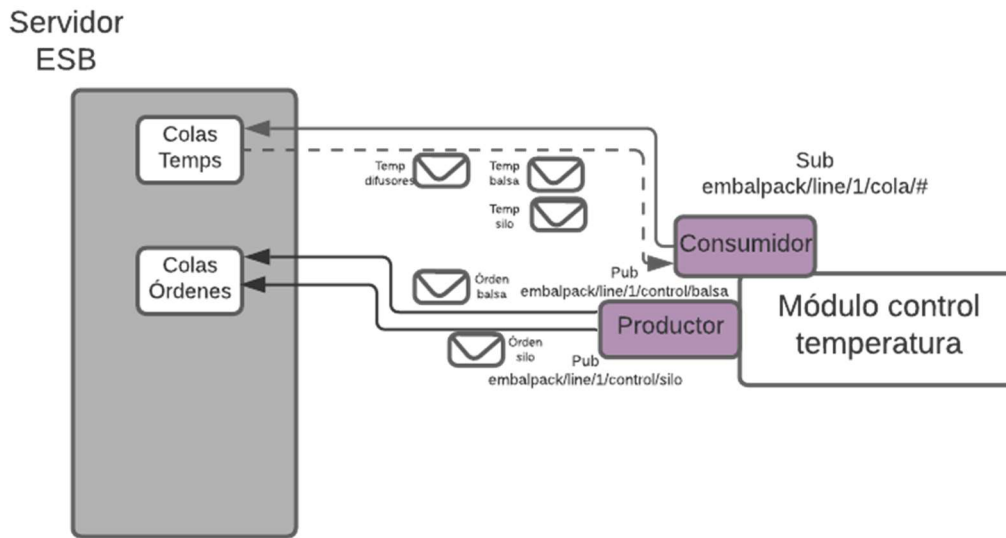 Servidor
ESB
Colas
Temps
Temp
difusores
Temp
balsa
Temp
silo
Sub
embalpack/line/1/cola/#
Consumidor
Colas
Órdenes
Órden
balsa
Pub
embalpack/line/1/control/balsa
Productor
Módulo control
temperatura
Órden
silo
Pub
embalpack/line/1/control/silo